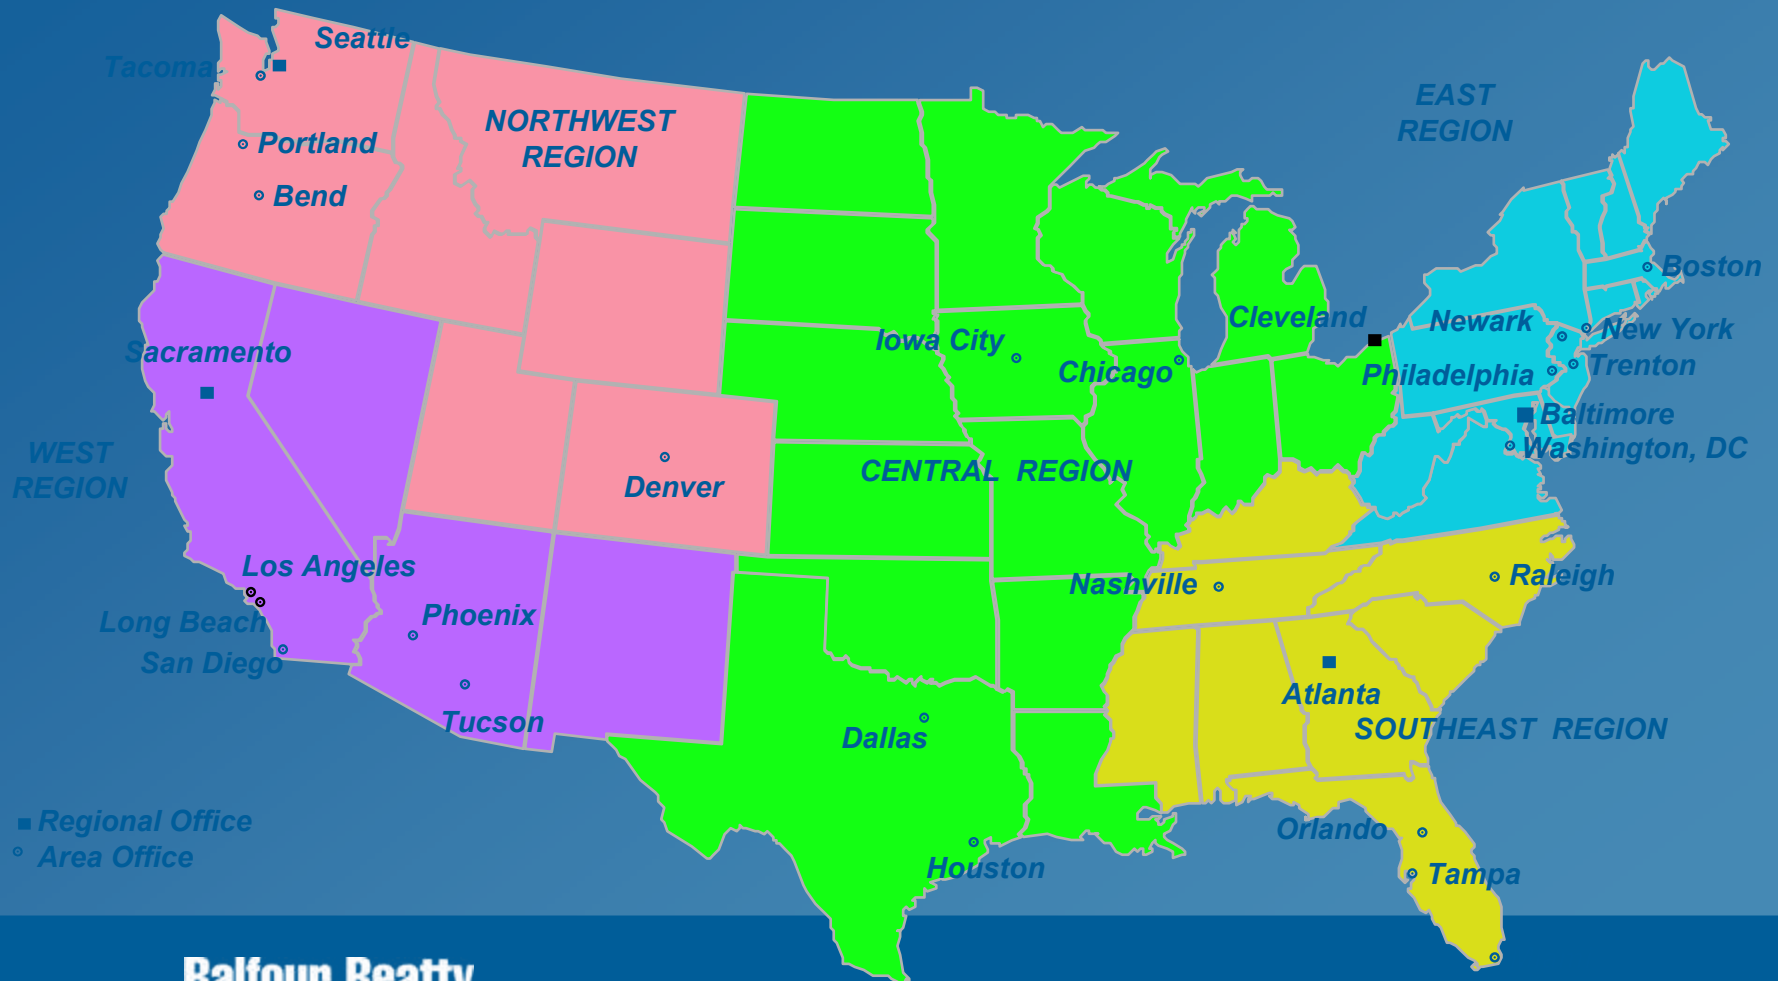 Seattle
Tacoma
EAST
REGION
NORTHWEST
REGION
Portland
Bend
Boston
Cleveland
Newark
New York
Iowa City
Sacramento
Chicago
Philadelphia
Trenton
Baltimore
WEST
REGION
Washington, DC
CENTRAL REGION
Denver
Los Angeles
Nashville
Raleigh
Phoenix
Long Beach
San Diego
Atlanta
Tucson
SOUTHEAST REGION
Dallas
Regional Office
Orlando
Area Office
Houston
Tampa
Balfour Beatty